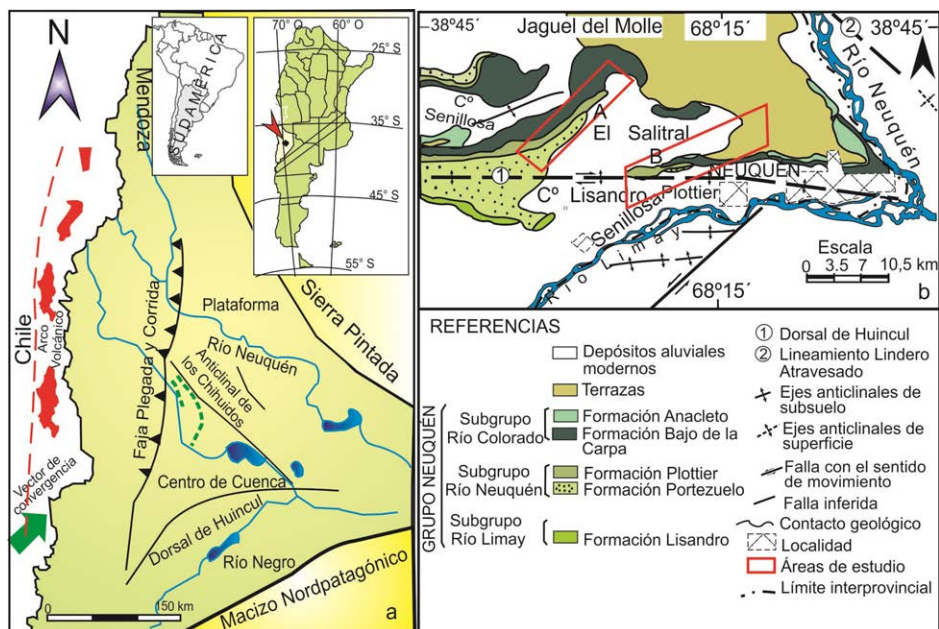 N
Mendoza
SUDAMÉRICA
70° O
60° O
25° S
35° S
45° S
55° S
Chile
Arco
Volcánico
Vector de
convergencia
Faja Plegada y Corrida
Plataforma
Sierra Pintada
Río Neuquén
Anticlinal de
los Chihuidos
Centro de Cuenca
Dorsal de Huincul
Río Negro
Macizo Nordpatagónico
0
150 km
a
38°45´
Jaguel del Molle
68°15´
2
38°45´
Río Neuquén
C°
Senillosa
A
El Salitral
B
NEUQUÉN
1
C° Lisandro
Plottier
Senillosa
Río Limay
68°15´
Escala
0 3.5 7 10,5 km
b
REFERENCIAS
Depósitos aluviales
modernos
Terrazas
GRUPO NEUQUÉN
Subgrupo
Río Colorado
Formación Anacleto
Formación Bajo de la
Carpa
Subgrupo
Río Neuquén
Formación Plottier
Formación Portezuelo
Subgrupo
Río Limay
Formación Lisandro
1 Dorsal de Huincul
2 Lineamiento Lindero
Atravesado
Ejes anticlinales de
subsuelo
Ejes anticlinales de
superficie
Falla con el sentido
de movimiento
Falla inferida
Contacto geológico
Localidad
Áreas de estudio
Límite interprovincial